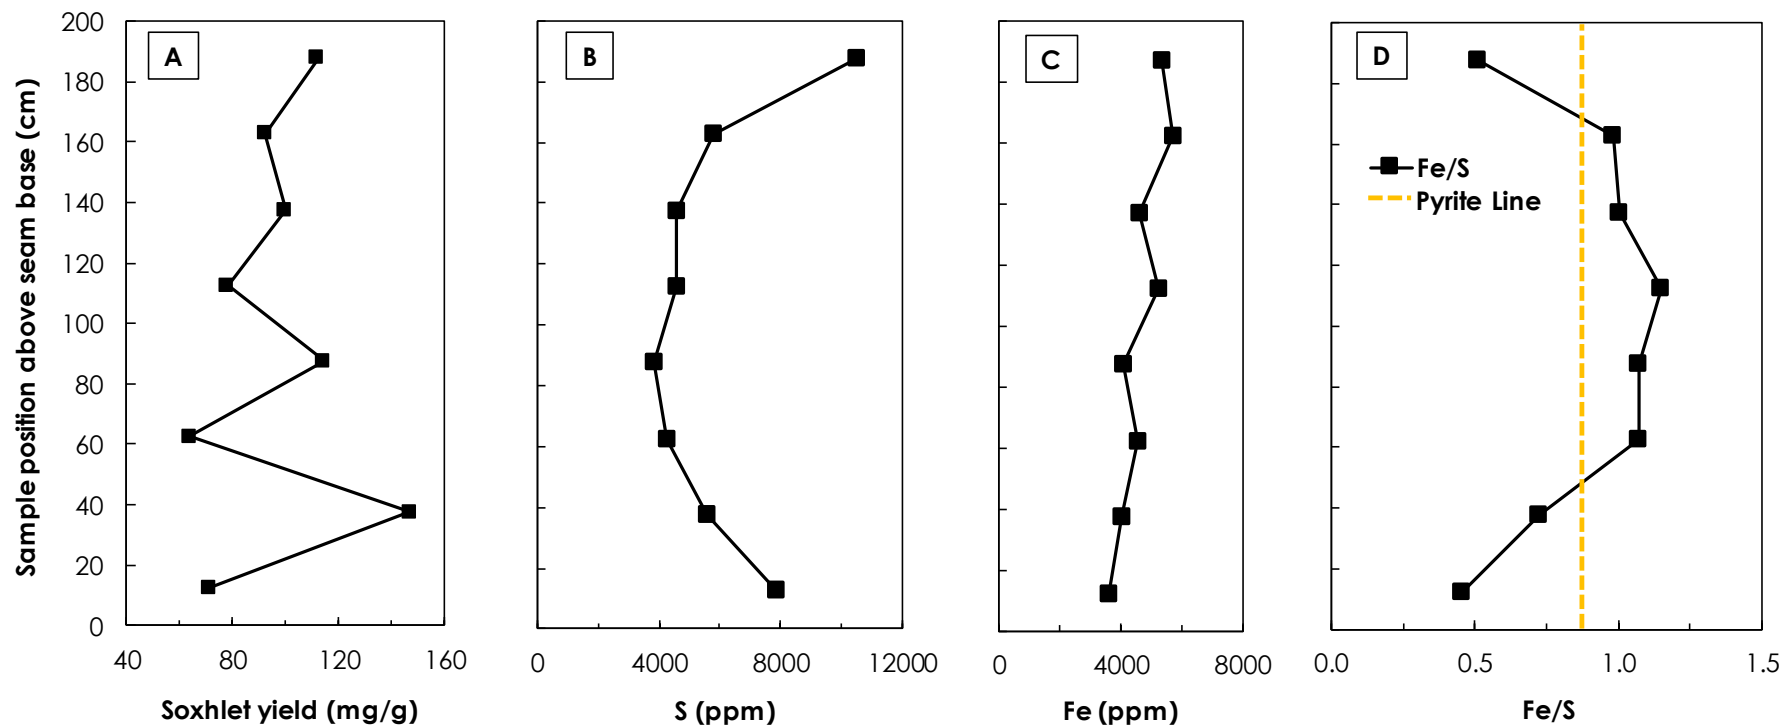 Sample position above seam base (cm)
200
180
160
140
120
100
80
60
40
20
0
A
40 80 120 160
Soxhlet yield (mg/g)
B
0 4000 8000 12000
S (ppm)
C
0 4000 8000
Fe (ppm)
D
Fe/S
Pyrite Line
0.0 0.5 1.0 1.5
Fe/S